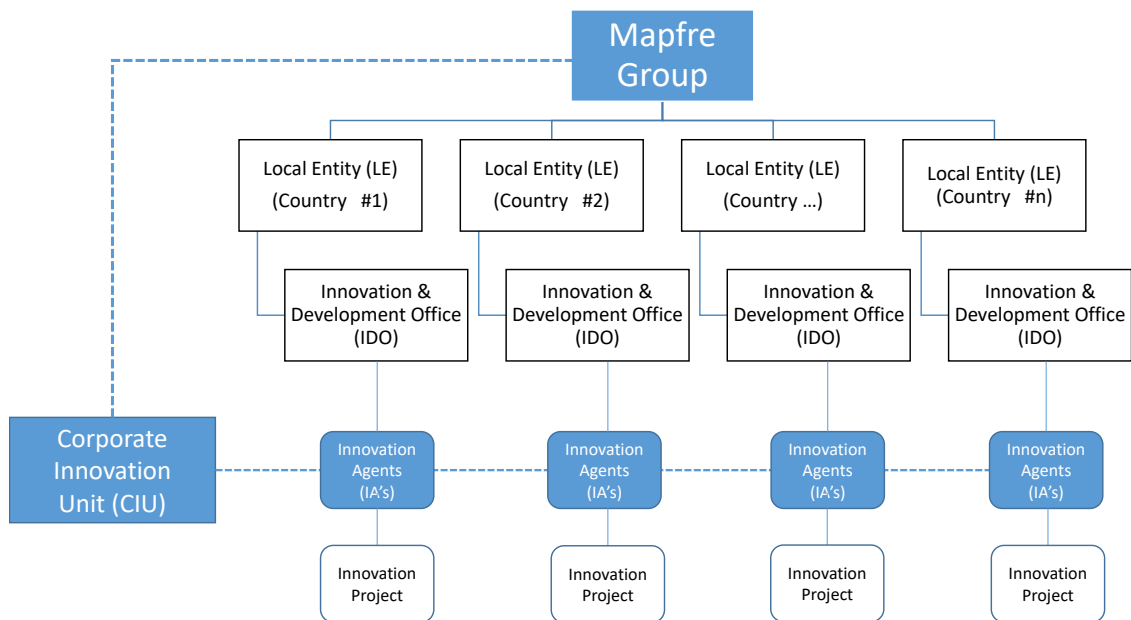 Mapfre
Group
Local Entity (LE)
(Country #1)
Local Entity (LE)
(Country #2)
Local Entity (LE)
(Country ...)
Local Entity (LE)
(Country #n)
Innovation &
Development Office
(IDO)
Innovation &
Development Office
(IDO)
Innovation &
Development Office
(IDO)
Innovation &
Development Office
(IDO)
Corporate
Innovation
Unit (CIU)
Innovation
Agents
(IA's)
Innovation
Agents
(IA's)
Innovation
Agents
(IA's)
Innovation
Agents
(IA's)
Innovation
Project
Innovation
Project
Innovation
Project
Innovation
Project